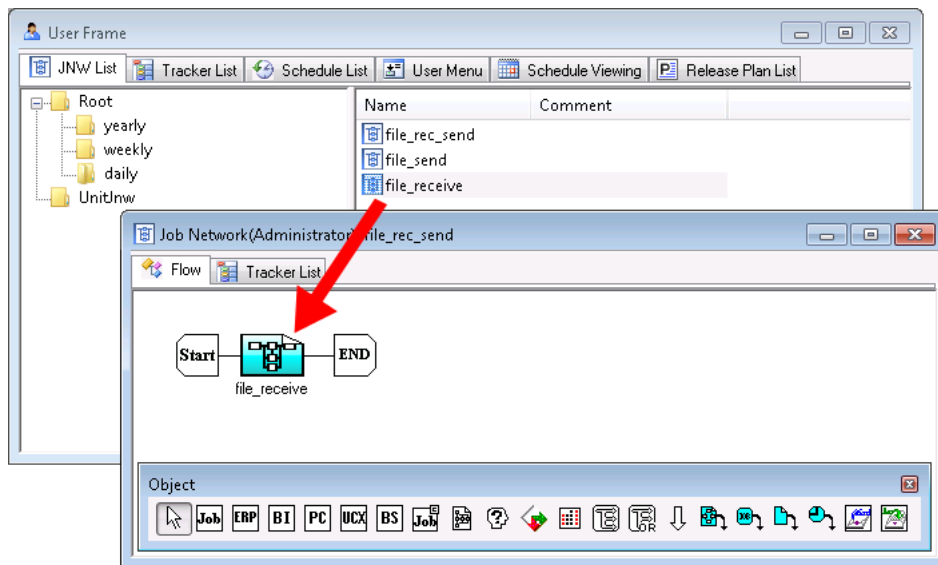 User Frame
JNW List Tracker List Schedule List User Menu Schedule Viewing Release Plan List
Root
yearly
weekly
daily
UnitJnw
Name Comment
file_rec_send
file_send
file_receive
Job Network(Administrator) file_rec_send
Flow Tracker List
Start END
file_receive
Object
Job ERP BI PC UCX BS Job